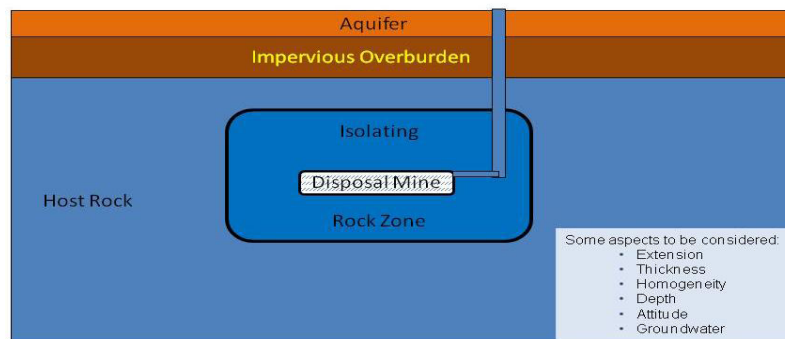 Aquifer
Impervious Overburden
Isolating
Disposal Mine
Host Rock
Rock Zone
Some aspects to be considered:
• Extension
• Thickness
• Homogeneity
• Depth
• Attitude
• Groundwater